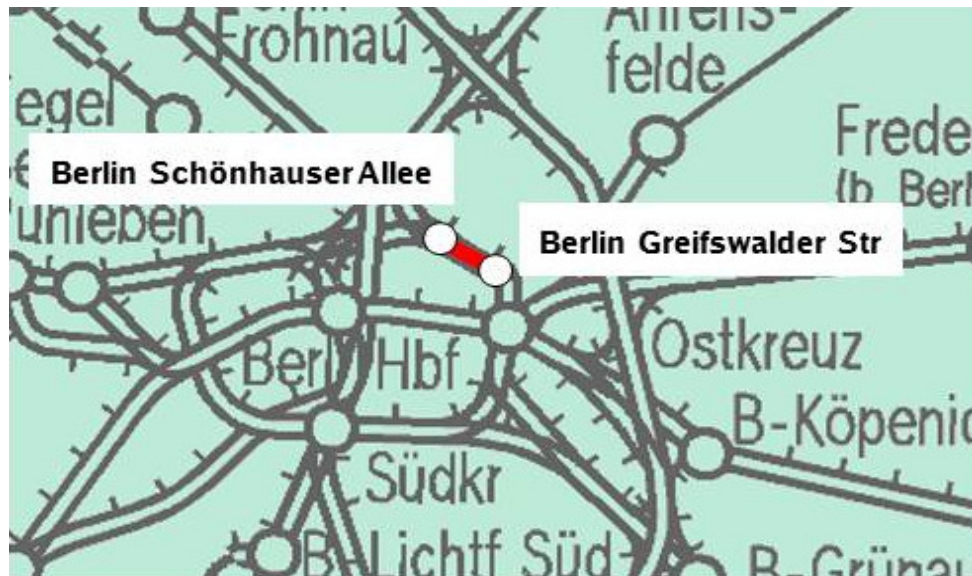 Frohnau
Ahrens-
felde
egel
Berlin Schönhauser Allee
Frede
(b Berl
uhleben
Berlin Greifswalder Str
Berl Hbf
Ostkreuz
B-Köpenic
Südkr
B-Lichtf Süd
B-Grünau